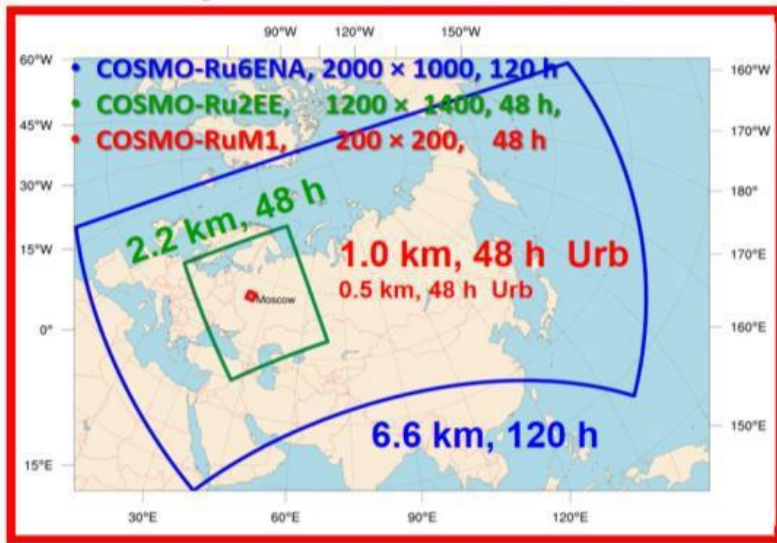 90°W 120°W 150°W
60°W
• COSMO-Ru6ENA, 2000 × 1000, 120 h
160°W
• COSMO-Ru2EE, 1200 × 1400, 48 h,
45°W
170°W
• COSMO-RuM1, 200 × 200, 48 h
30°W
180°
2.2 km, 48 h
15°W
1.0 km, 48 h Urb
170°E
0.5 km, 48 h Urb
Moscow
0°
160°E
6.6 km, 120 h
150°E
15°E
30°E 60°E 90°E 120°E